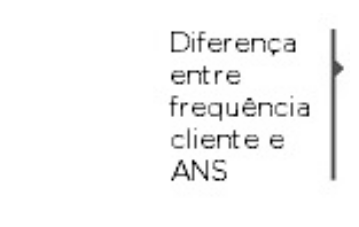 Diferença
entre
frequência
cliente e
ANS